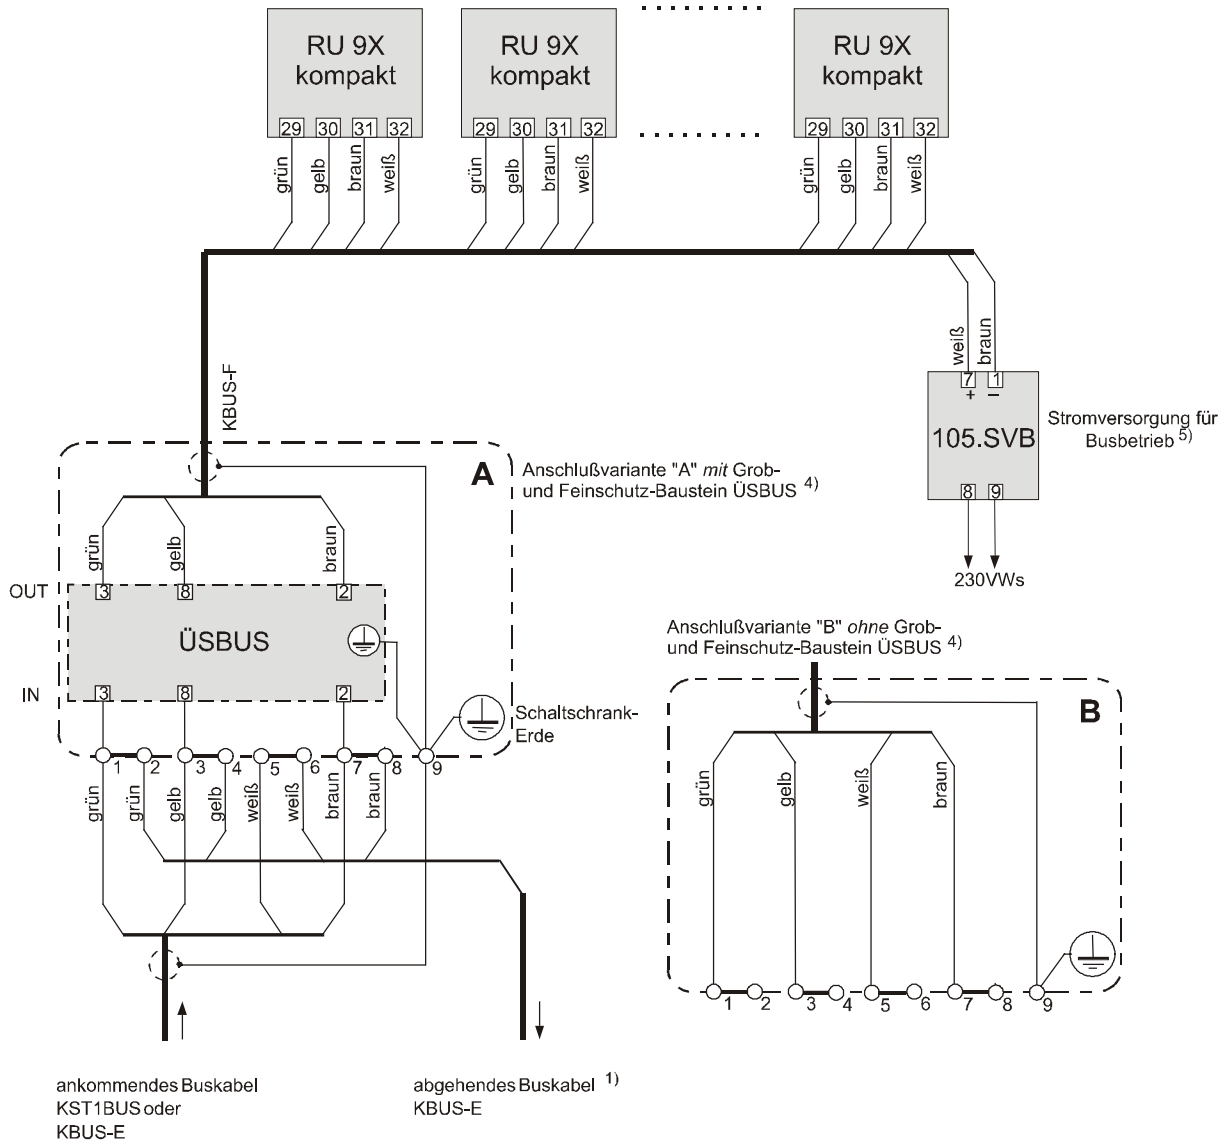 RU 9X
kompakt
29 30 31 32
grün gelb braun weiß
RU 9X
kompakt
29 30 31 32
grün gelb braun weiß
RU 9X
kompakt
29 30 31 32
grün gelb braun weiß
KBUS-F
weiß braun
7 1
+ –
105.SVB
8 9
230VWs
Stromversorgung für
Busbetrieb 5)
A
Anschlußvariante "A" mit Grob-
und Feinschutz-Baustein ÜSBUS 4)
grün gelb braun
OUT
3 8 2
ÜSBUS
IN
3 8 2
Schaltschrank-
Erde
1 2 3 4 5 6 7 8 9
grün grün gelb gelb weiß weiß braun braun
ankommendes Buskabel
KST1BUS oder
KBUS-E
abgehendes Buskabel 1)
KBUS-E
Anschlußvariante "B" ohne Grob-
und Feinschutz-Baustein ÜSBUS 4)
B
grün gelb weiß braun
1 2 3 4 5 6 7 8 9